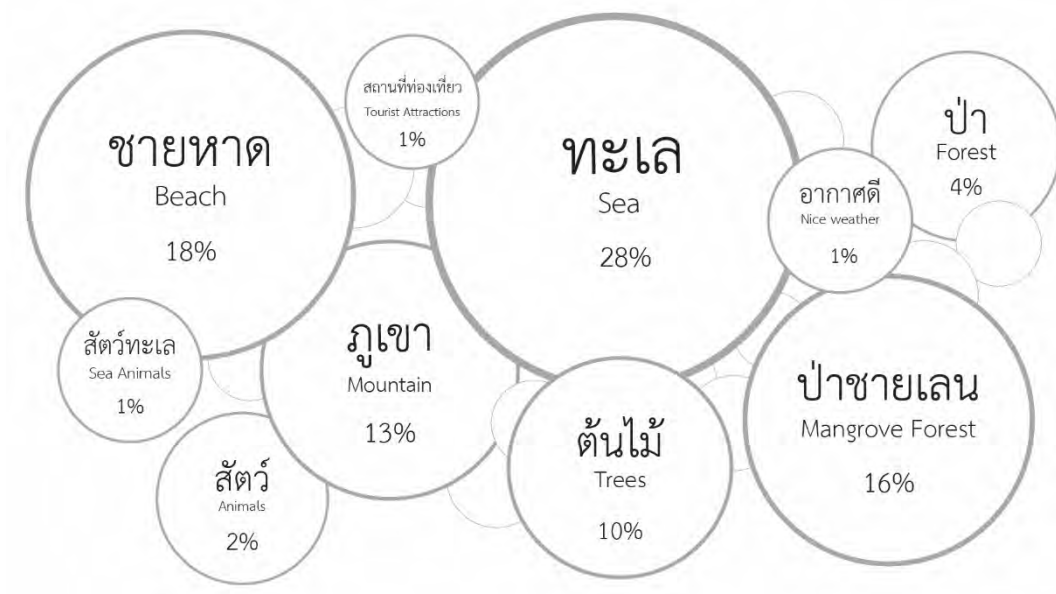 ชายหาด
Beach
18%
สถานที่ท่องเที่ยว
Tourist Attractions
1%
ทะเล
Sea
28%
ป่า
Forest
4%
อากาศดี
Nice weather
1%
สัตว์ทะเล
Sea Animals
1%
ภูเขา
Mountain
13%
ป่าชายเลน
Mangrove Forest
16%
ต้นไม้
Trees
10%
สัตว์
Animals
2%